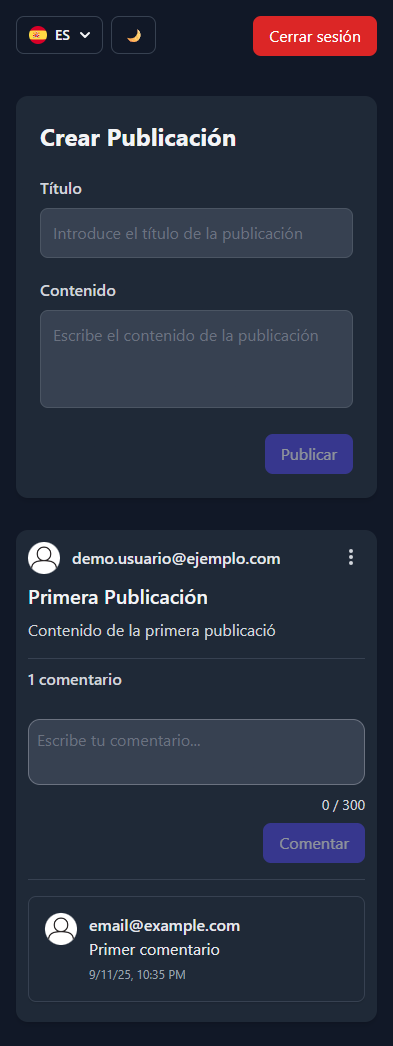 ES
Cerrar sesión
Crear Publicación
Título
Introduce el título de la publicación
Contenido
Escribe el contenido de la publicación
Publicar
demo.usuario@ejemplo.com
Primera Publicación
Contenido de la primera publicació
1 comentario
Escribe tu comentario...
0 / 300
Comentar
email@example.com
Primer comentario
9/11/25, 10:35 PM